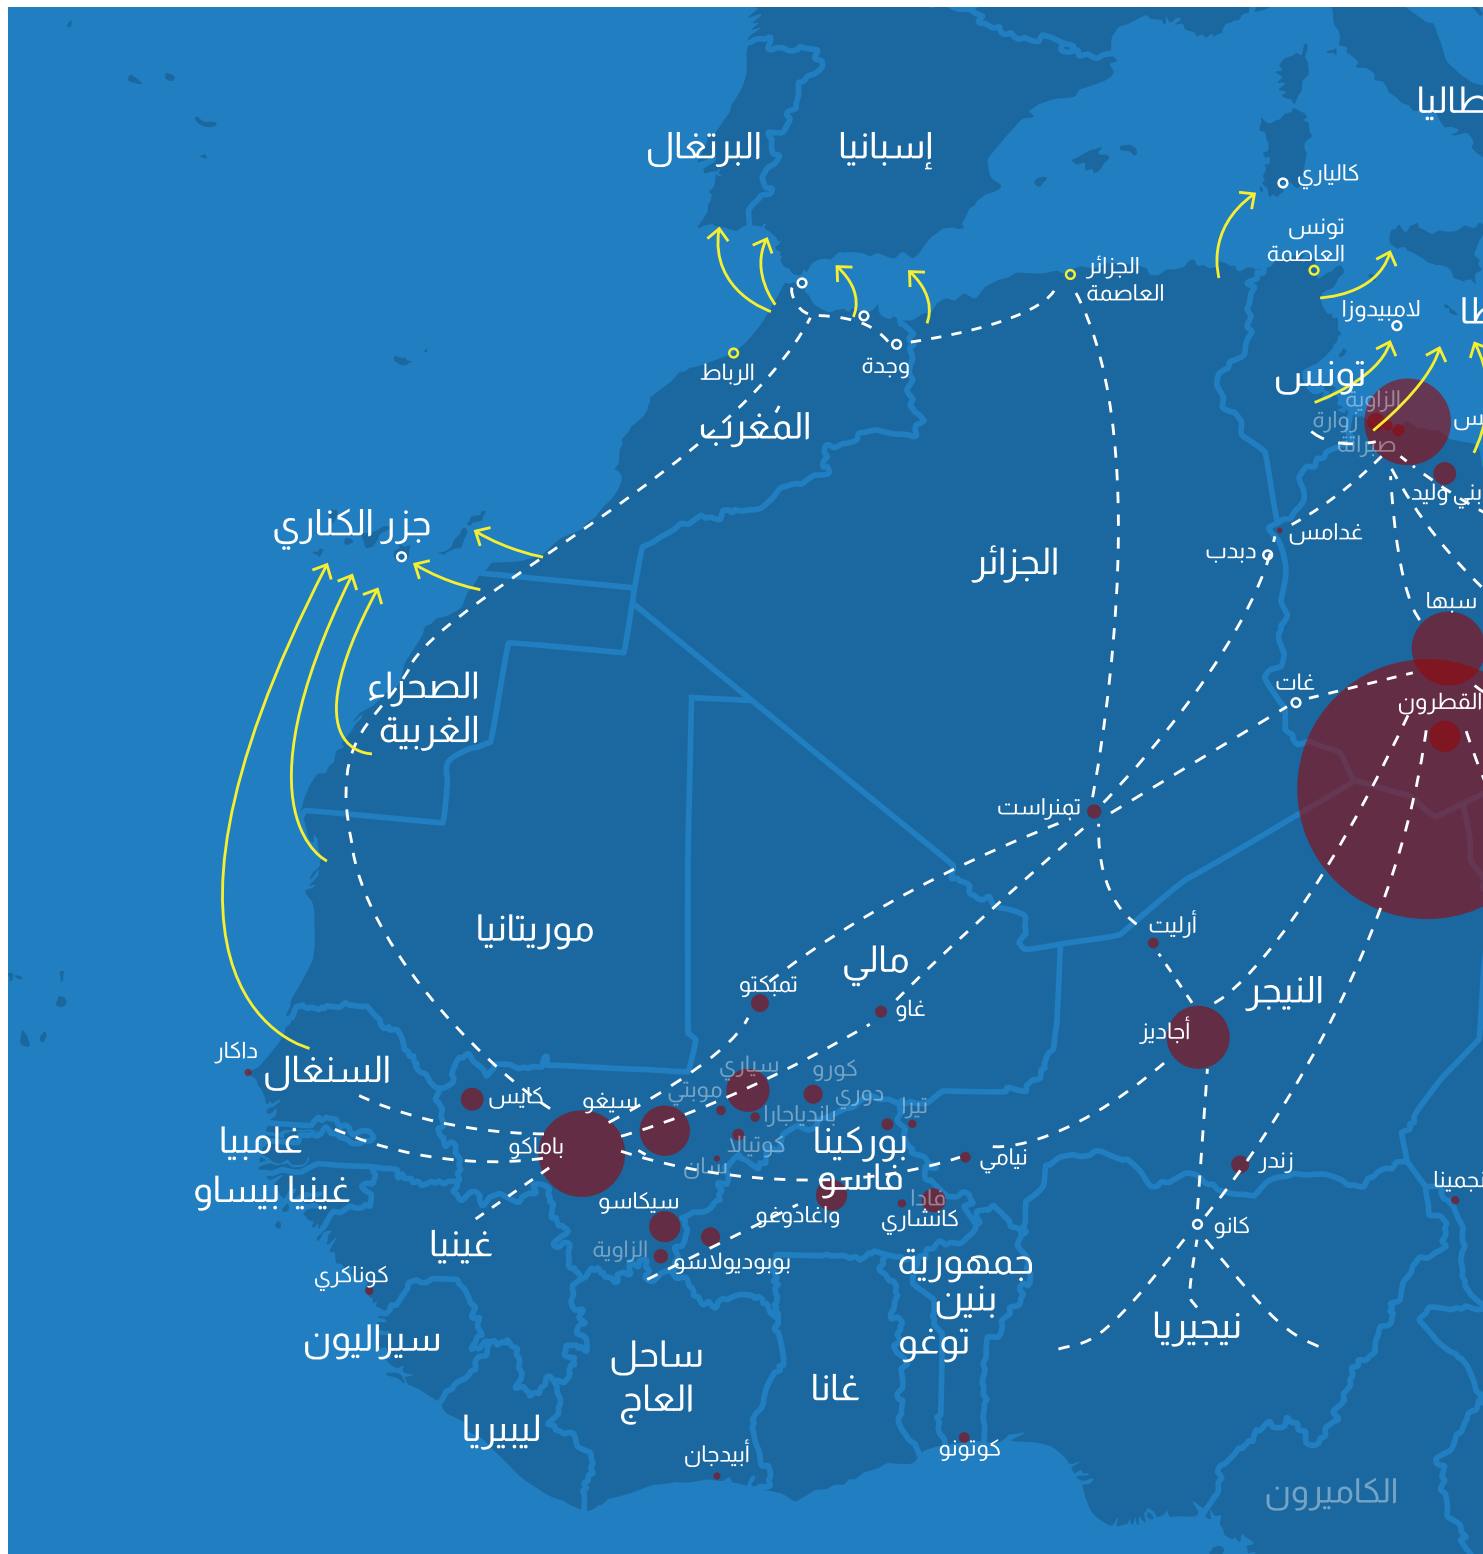 طاليا
إسبانيا
البرتغال
كالياري
تونس
العاصمة
الجزائر
العاصمة
لامبيدوزا
طا
وجدة
الرباط
تونس
الزاوية
زوارة
صبراتة
س
المغرب
بني وليد
جزر الكناري
غدامس
دبدب
الجزائر
سبها
غات
القطرون
الصحراء
الغربية
تمنراست
موريتانيا
أرليت
مالي
النيجر
تمبكتو
غاو
أجاديز
داكار
السنغال
سياري
كورو
موبتي
دوري
كايس
سيغو
باندياجارا
تيرا
غامبيا
باماكو
كوتيالا
بوركينا
فاسو
نيامي
زندر
سان
نجمينا
غينيا بيساو
سيكاسو
فادا
كانشاري
واغادوغو
كانو
غينيا
الزاوية
بوبوديولاسو
جمهورية
بنين
كوناكري
توغو
نيجيريا
سيراليون
ساحل
العاج
غانا
ليبيريا
أبيدجان
كوتونو
الكاميرون